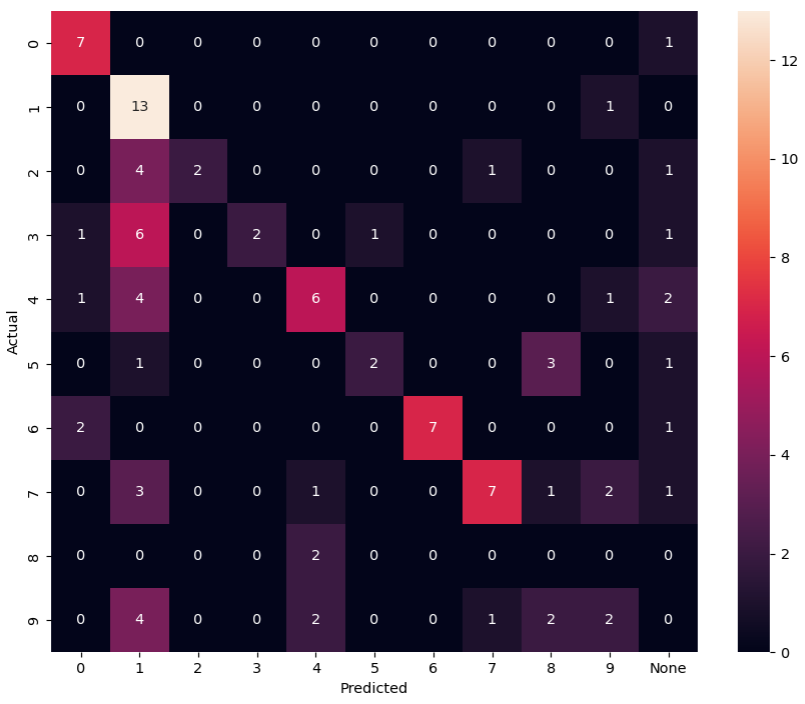 0 7 0 0 0 0 0 0 0 0 0 1
1 0 13 0 0 0 0 0 0 0 1 0
2 0 4 2 0 0 0 0 1 0 0 1
3 1 6 0 2 0 1 0 0 0 0 1
4 1 4 0 0 6 0 0 0 0 1 2
5 0 1 0 0 0 2 0 0 3 0 1
6 2 0 0 0 0 0 7 0 0 0 1
7 0 3 0 0 1 0 0 7 1 2 1
8 0 0 0 0 2 0 0 0 0 0 0
9 0 4 0 0 2 0 0 1 2 2 0
0 1 2 3 4 5 6 7 8 9 None
Predicted
Actual
12
10
8
6
4
2
0